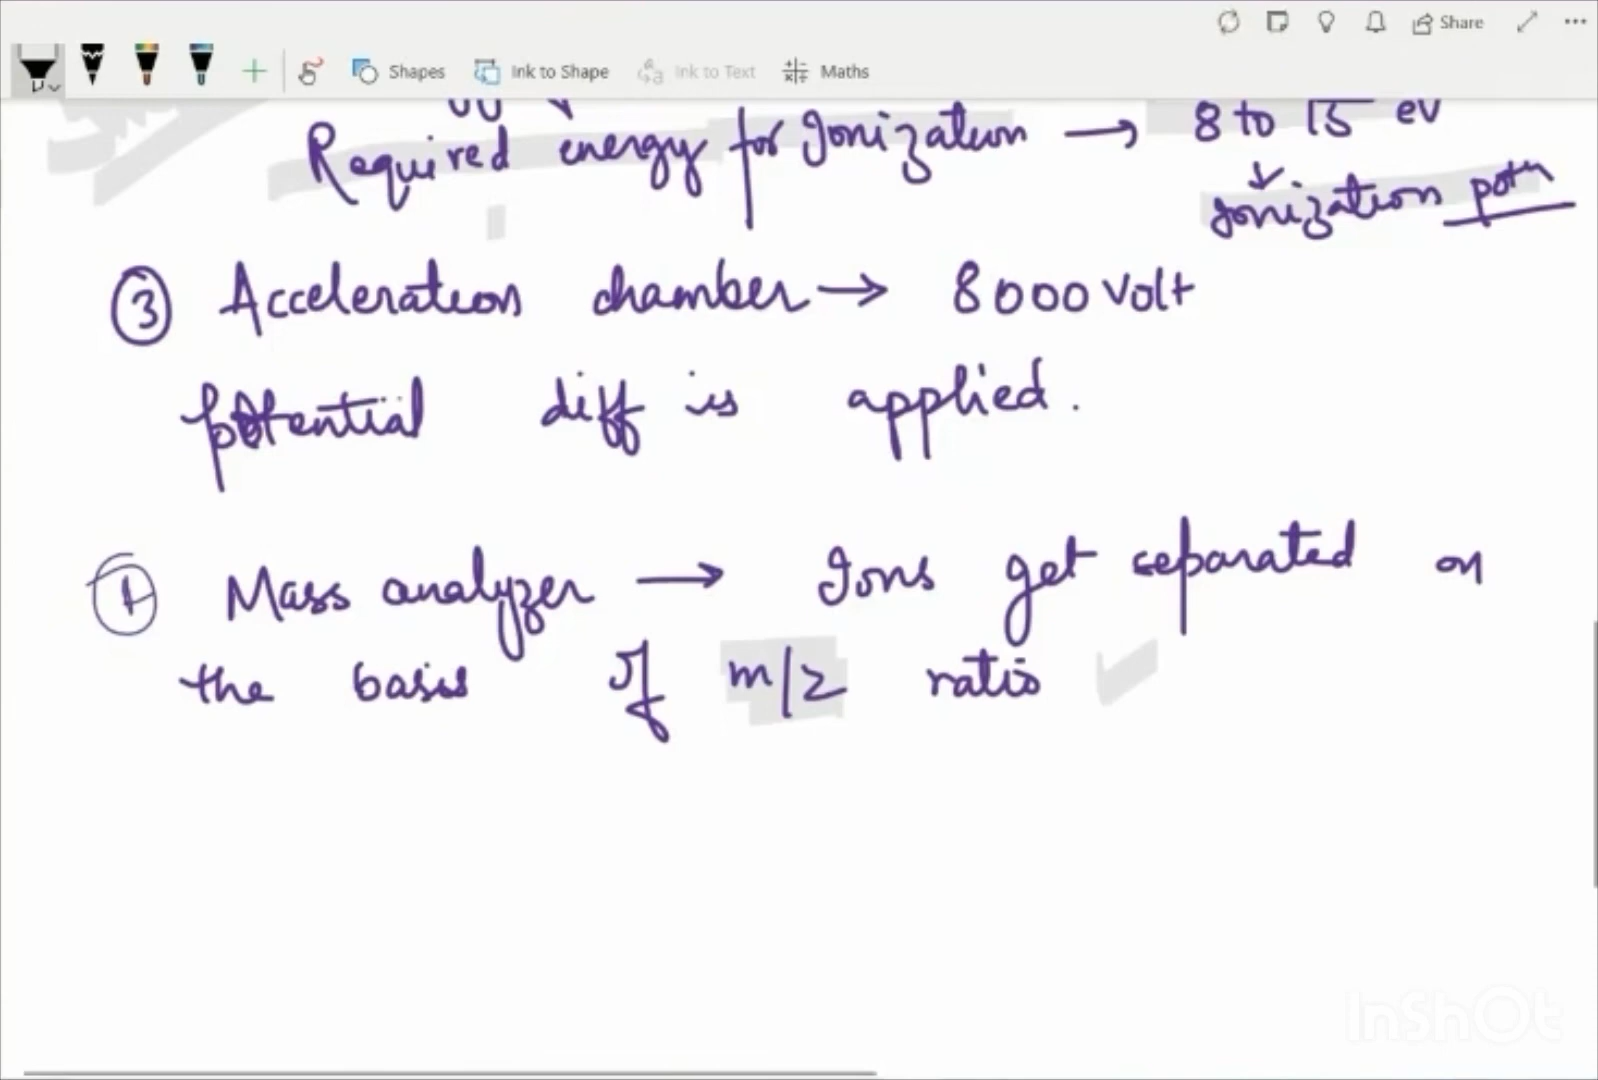 Share
Shapes
Ink to Shape
Ink to Text
Maths
Required energy for Ionization → 8 to 15 ev
↓
Ionization potn
③ Acceleration chamber → 8000 Volt
potential diff is applied.
④ Mass analyzer → Ions get separated on
the basis of m/z ratio
InShOt